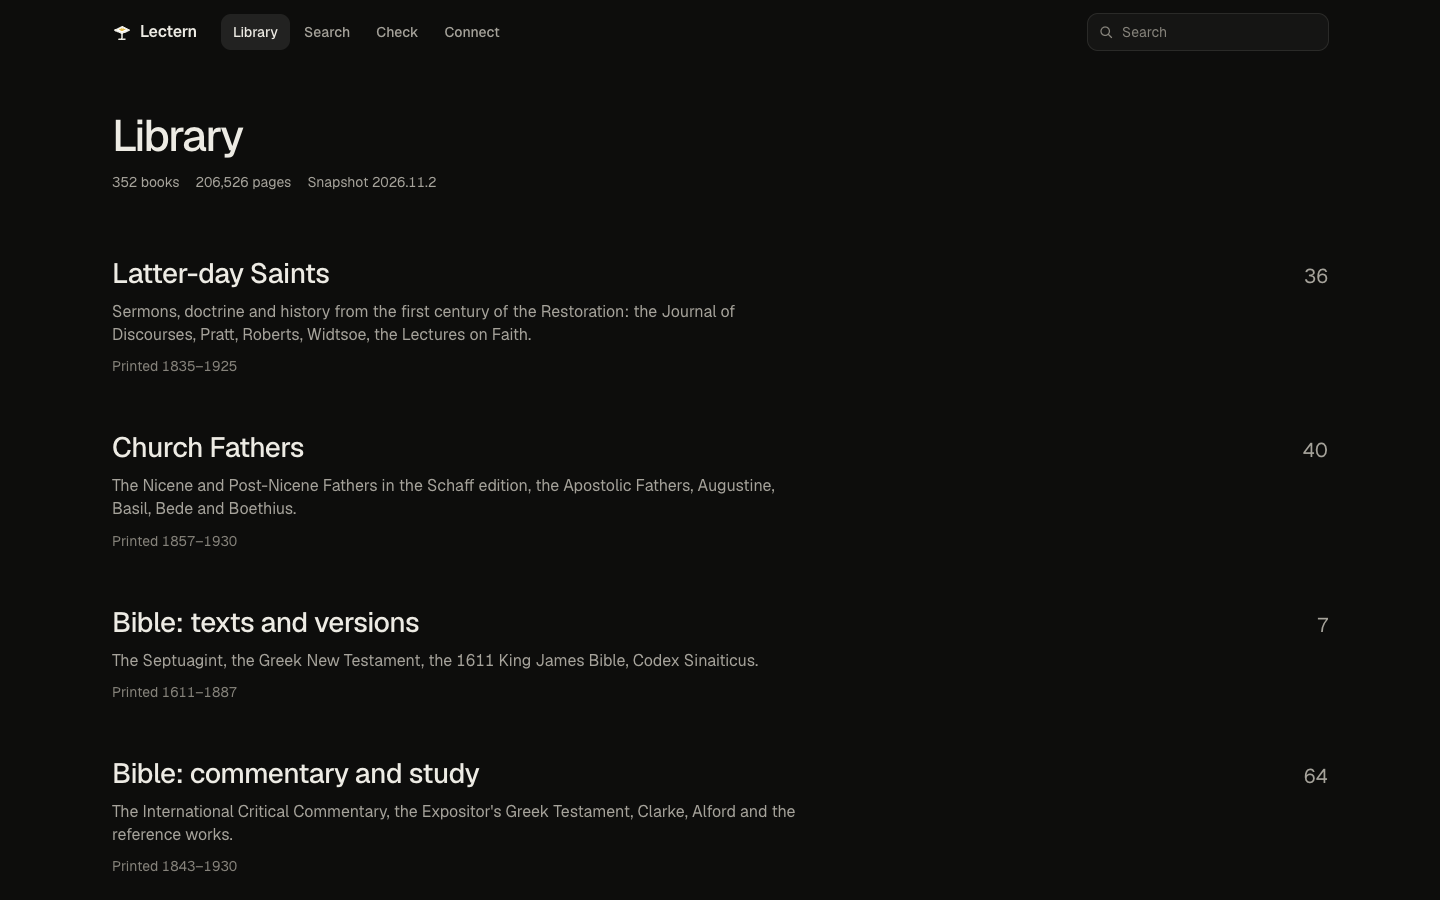 Lectern
Library
Search
Check
Connect
Search
Library
352 books
206,526 pages
Snapshot 2026.11.2
Latter-day Saints
36
Sermons, doctrine and history from the first century of the Restoration: the Journal of
Discourses, Pratt, Roberts, Widtsoe, the Lectures on Faith.
Printed 1835–1925
Church Fathers
40
The Nicene and Post-Nicene Fathers in the Schaff edition, the Apostolic Fathers, Augustine,
Basil, Bede and Boethius.
Printed 1857–1930
Bible: texts and versions
7
The Septuagint, the Greek New Testament, the 1611 King James Bible, Codex Sinaiticus.
Printed 1611–1887
Bible: commentary and study
64
The International Critical Commentary, the Expositor's Greek Testament, Clarke, Alford and the
reference works.
Printed 1843–1930